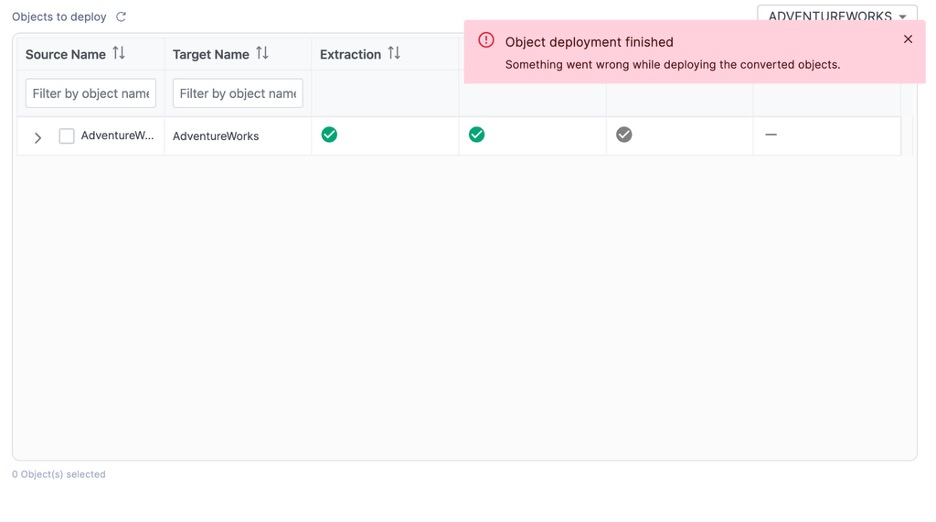 Objects to deploy
ADVENTUREWORKS
Object deployment finished
Something went wrong while deploying the converted objects.
Source Name
Target Name
Extraction
Filter by object name
Filter by object name
AdventureW...
AdventureWorks
0 Object(s) selected